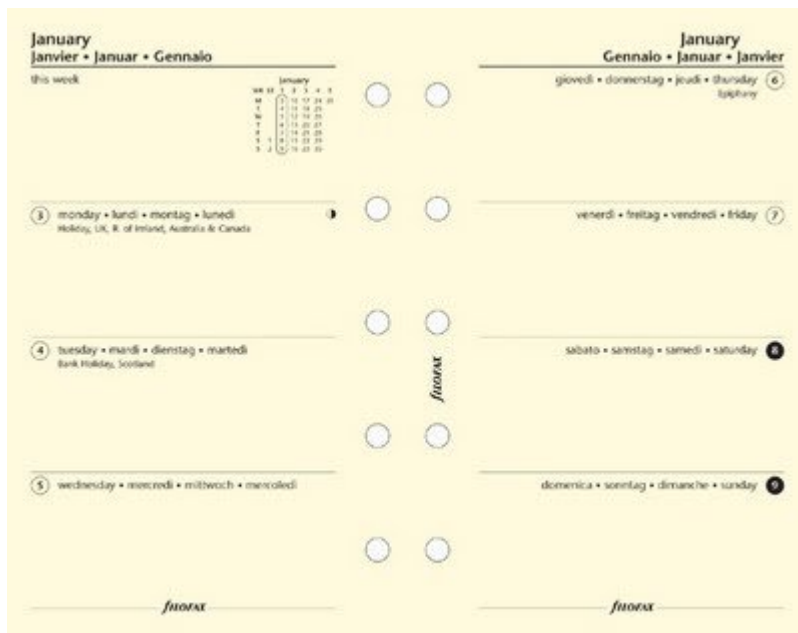 January
Janvier • Januar • Gennaio
this week
January
3 monday • lundi • montag • lunedì
Holiday, UK, R. of Ireland, Australia & Canada
4 tuesday • mardi • dienstag • martedì
Bank Holiday, Scotland
5 wednesday • mercredi • mittwoch • mercoledì
filofax
January
Gennaio • Januar • Janvier
giovedì • donnerstag • jeudi • thursday 6
Epiphany
venerdì • freitag • vendredi • friday 7
sabato • samstag • samedi • saturday 8
filofax
domenica • sonntag • dimanche • sunday 9
filofax